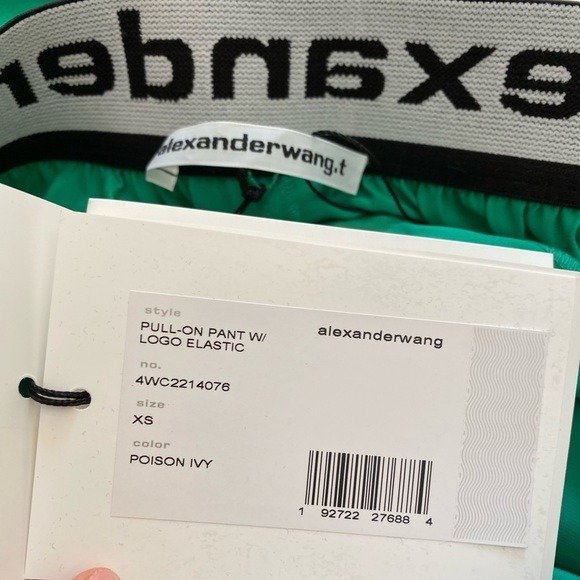 exander
alexanderwang.t
style
PULL-ON PANT W/
LOGO ELASTIC
alexanderwang
no.
4WC2214076
size
XS
color
POISON IVY
1 92722 27688 4